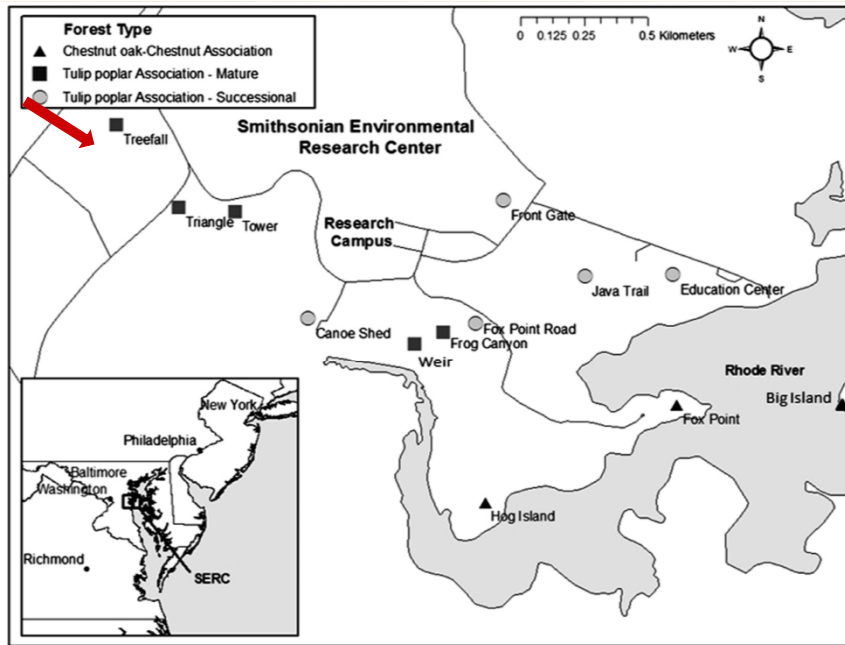 Forest Type
Chestnut oak-Chestnut Association
Tulip poplar Association - Mature
Tulip poplar Association - Successional
0 0.125 0.25 0.5 Kilometers
N
W E
S
Treefall
Smithsonian Environmental
Research Center
Triangle
Tower
Research
Campus
Front Gate
Java Trail
Education Center
Canoe Shed
Fox Point Road
Frog Canyon
Weir
Rhode River
Big Island
Fox Point
Hog Island
New York
Philadelphia
Baltimore
Washington
Richmond
SERC